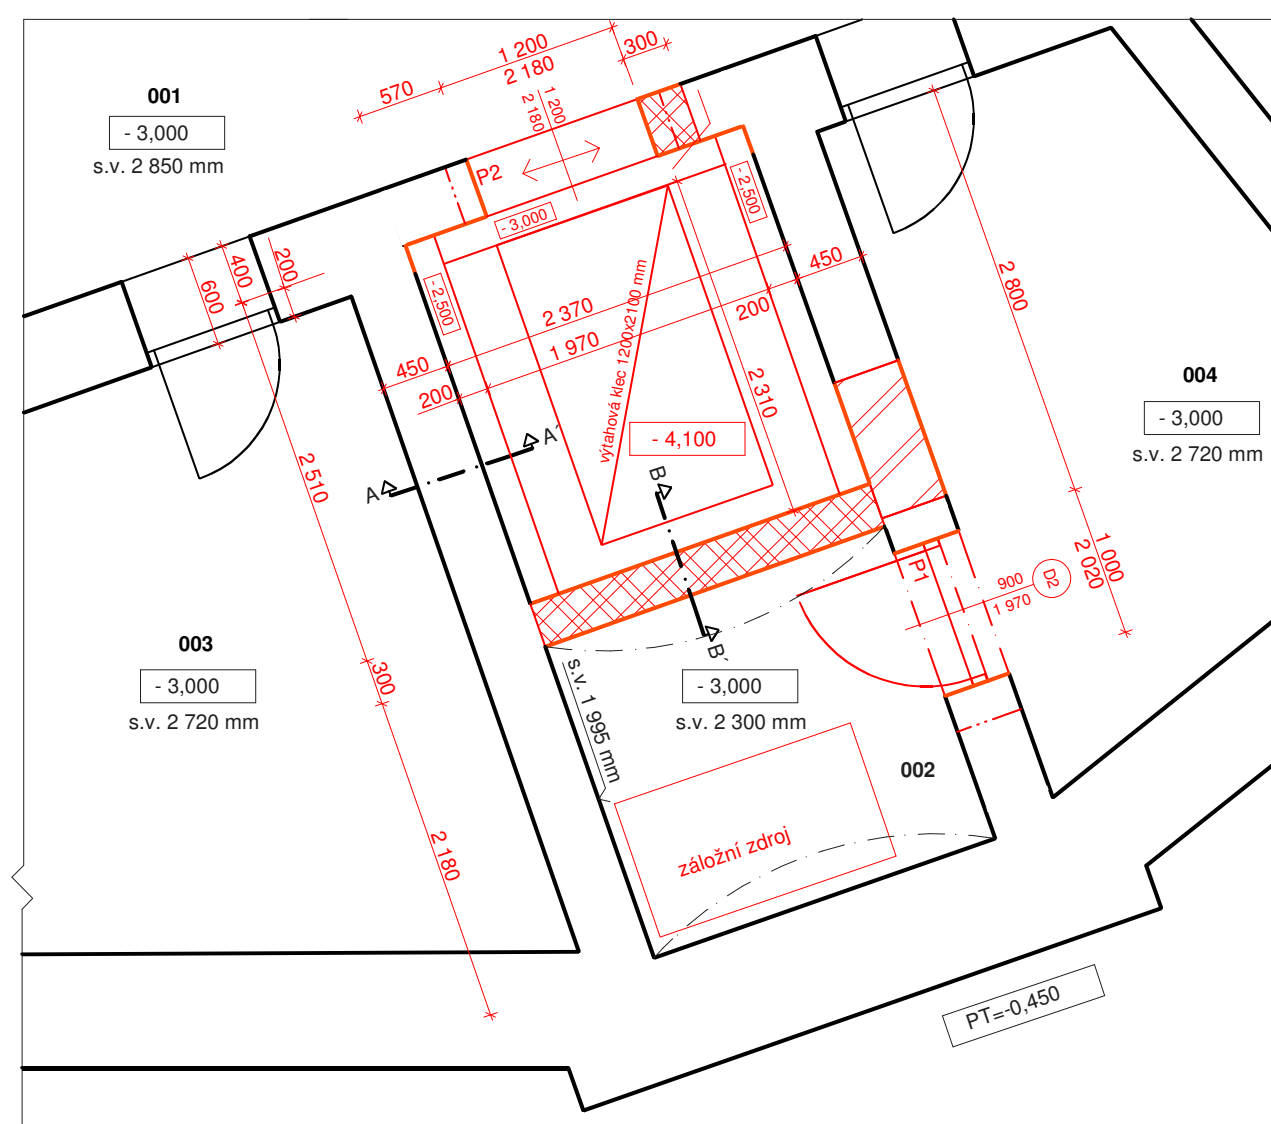 1 200
2 180
300
570
001
- 3,000
s.v. 2 850 mm
1 200
2 180
P2
- 3,000
- 2,500
- 2,500
200
400
600
2 370
1 970
450
200
450
200
2 310
výtahová klec 1200x2100 mm
- 4,100
2 800
004
- 3,000
s.v. 2 720 mm
A
A´
B
B´
2 510
P1
900
1 970
D2
1 000
2 020
003
- 3,000
s.v. 2 720 mm
300
s.v. 1 995 mm
- 3,000
s.v. 2 300 mm
002
2 180
záložní zdroj
PT=-0,450